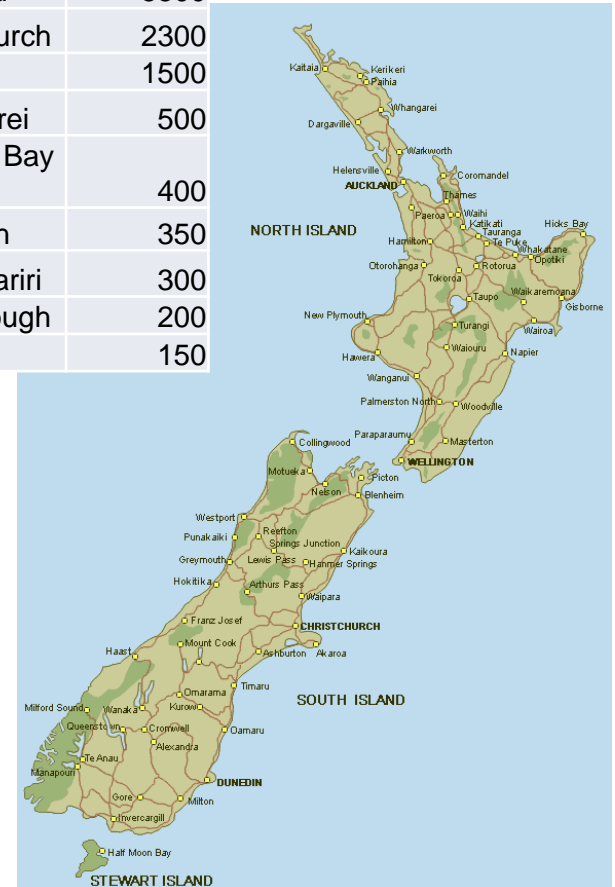 urch 2300
1500
rei 500
Bay
400
n 350
ariri 300
ough 200
150
Kaitaia
Kerikeri
Paihia
Whangarei
Dargaville
Warkworth
Helensville
Coromandel
AUCKLAND
Thames
Paeroa
Waihi
Katikati
Tauranga
Hicks Bay
NORTH ISLAND
Hamilton
Te Puke
Whakatane
Opotiki
Otorohanga
Rotorua
Tokoroa
Waikaremoana
Taupo
Gisborne
New Plymouth
Turangi
Wairoa
Waiouru
Hawera
Napier
Wanganui
Palmerston North
Woodville
Paraparaumu
Masterton
Collingwood
WELLINGTON
Motueka
Picton
Nelson
Blenheim
Westport
Reefton
Punakaiki
Springs Junction
Kaikoura
Greymouth
Lewis Pass
Hanmer Springs
Hokitika
Arthurs Pass
Waipara
Franz Josef
CHRISTCHURCH
Mount Cook
Haast
Ashburton
Akaroa
Timaru
Omarama
SOUTH ISLAND
Milford Sound
Wanaka
Kurow
Queenstown
Cromwell
Oamaru
Alexandra
Te Anau
Manapouri
DUNEDIN
Gore
Milton
Invercargill
Half Moon Bay
STEWART ISLAND